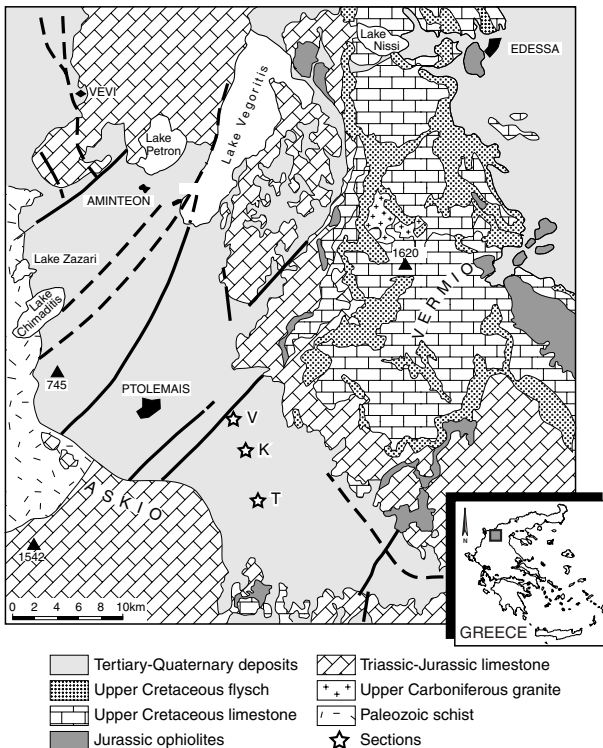 Lake Nissi
EDESSA
VEVI
Lake Petron
Lake Vegoritis
AMINTEON
Lake Zazari
Lake Chimaditis
1620
VERMIO
745
PTOLEMAIS
V
K
T
ASKIO
1542
0 2 4 6 8 10km
N
GREECE
Tertiary-Quaternary deposits
Upper Cretaceous flysch
Upper Cretaceous limestone
Jurassic ophiolites
Triassic-Jurassic limestone
Upper Carboniferous granite
Paleozoic schist
Sections